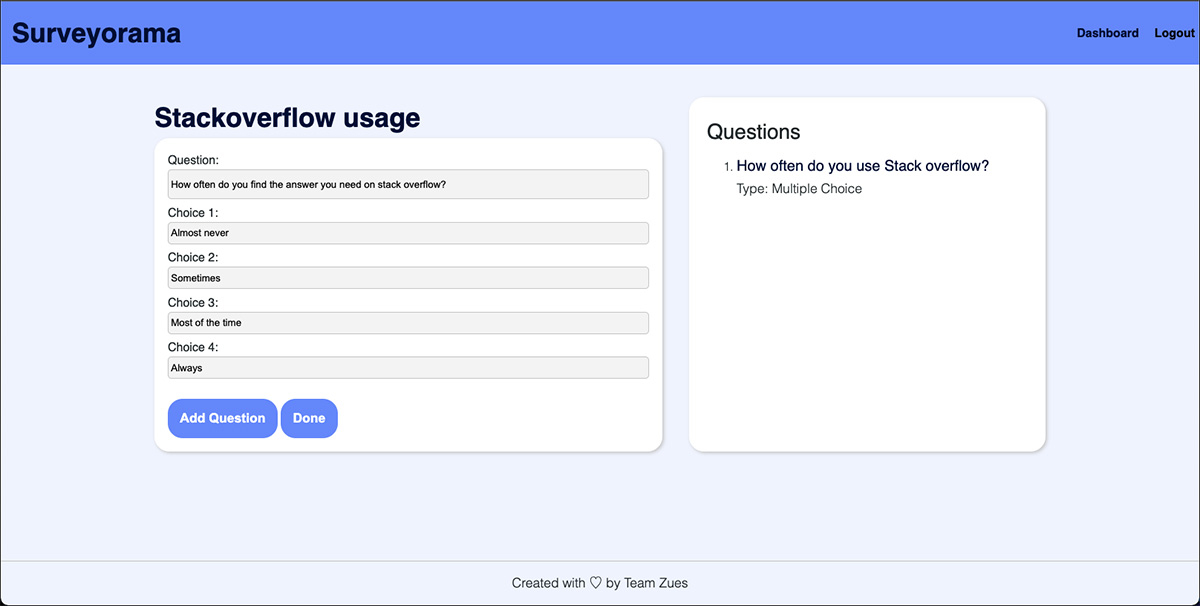 Surveyorama
Dashboard Logout
Stackoverflow usage
Question:
How often do you find the answer you need on stack overflow?
Choice 1:
Almost never
Choice 2:
Sometimes
Choice 3:
Most of the time
Choice 4:
Always
Add Question Done
Questions
1. How often do you use Stack overflow?
Type: Multiple Choice
Created with ♡ by Team Zues